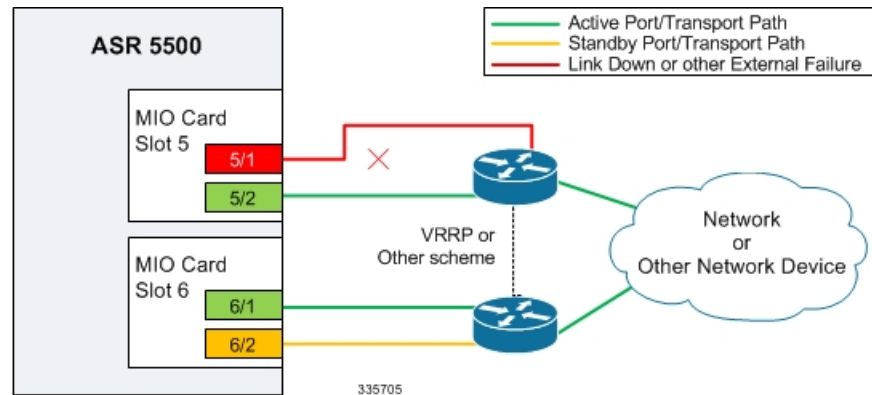 ASR 5500
Active Port/Transport Path
Standby Port/Transport Path
Link Down or other External Failure
MIO Card
Slot 5
5/1
5/2
VRRP or
Other scheme
Network
or
Other Network Device
MIO Card
Slot 6
6/1
6/2
335705